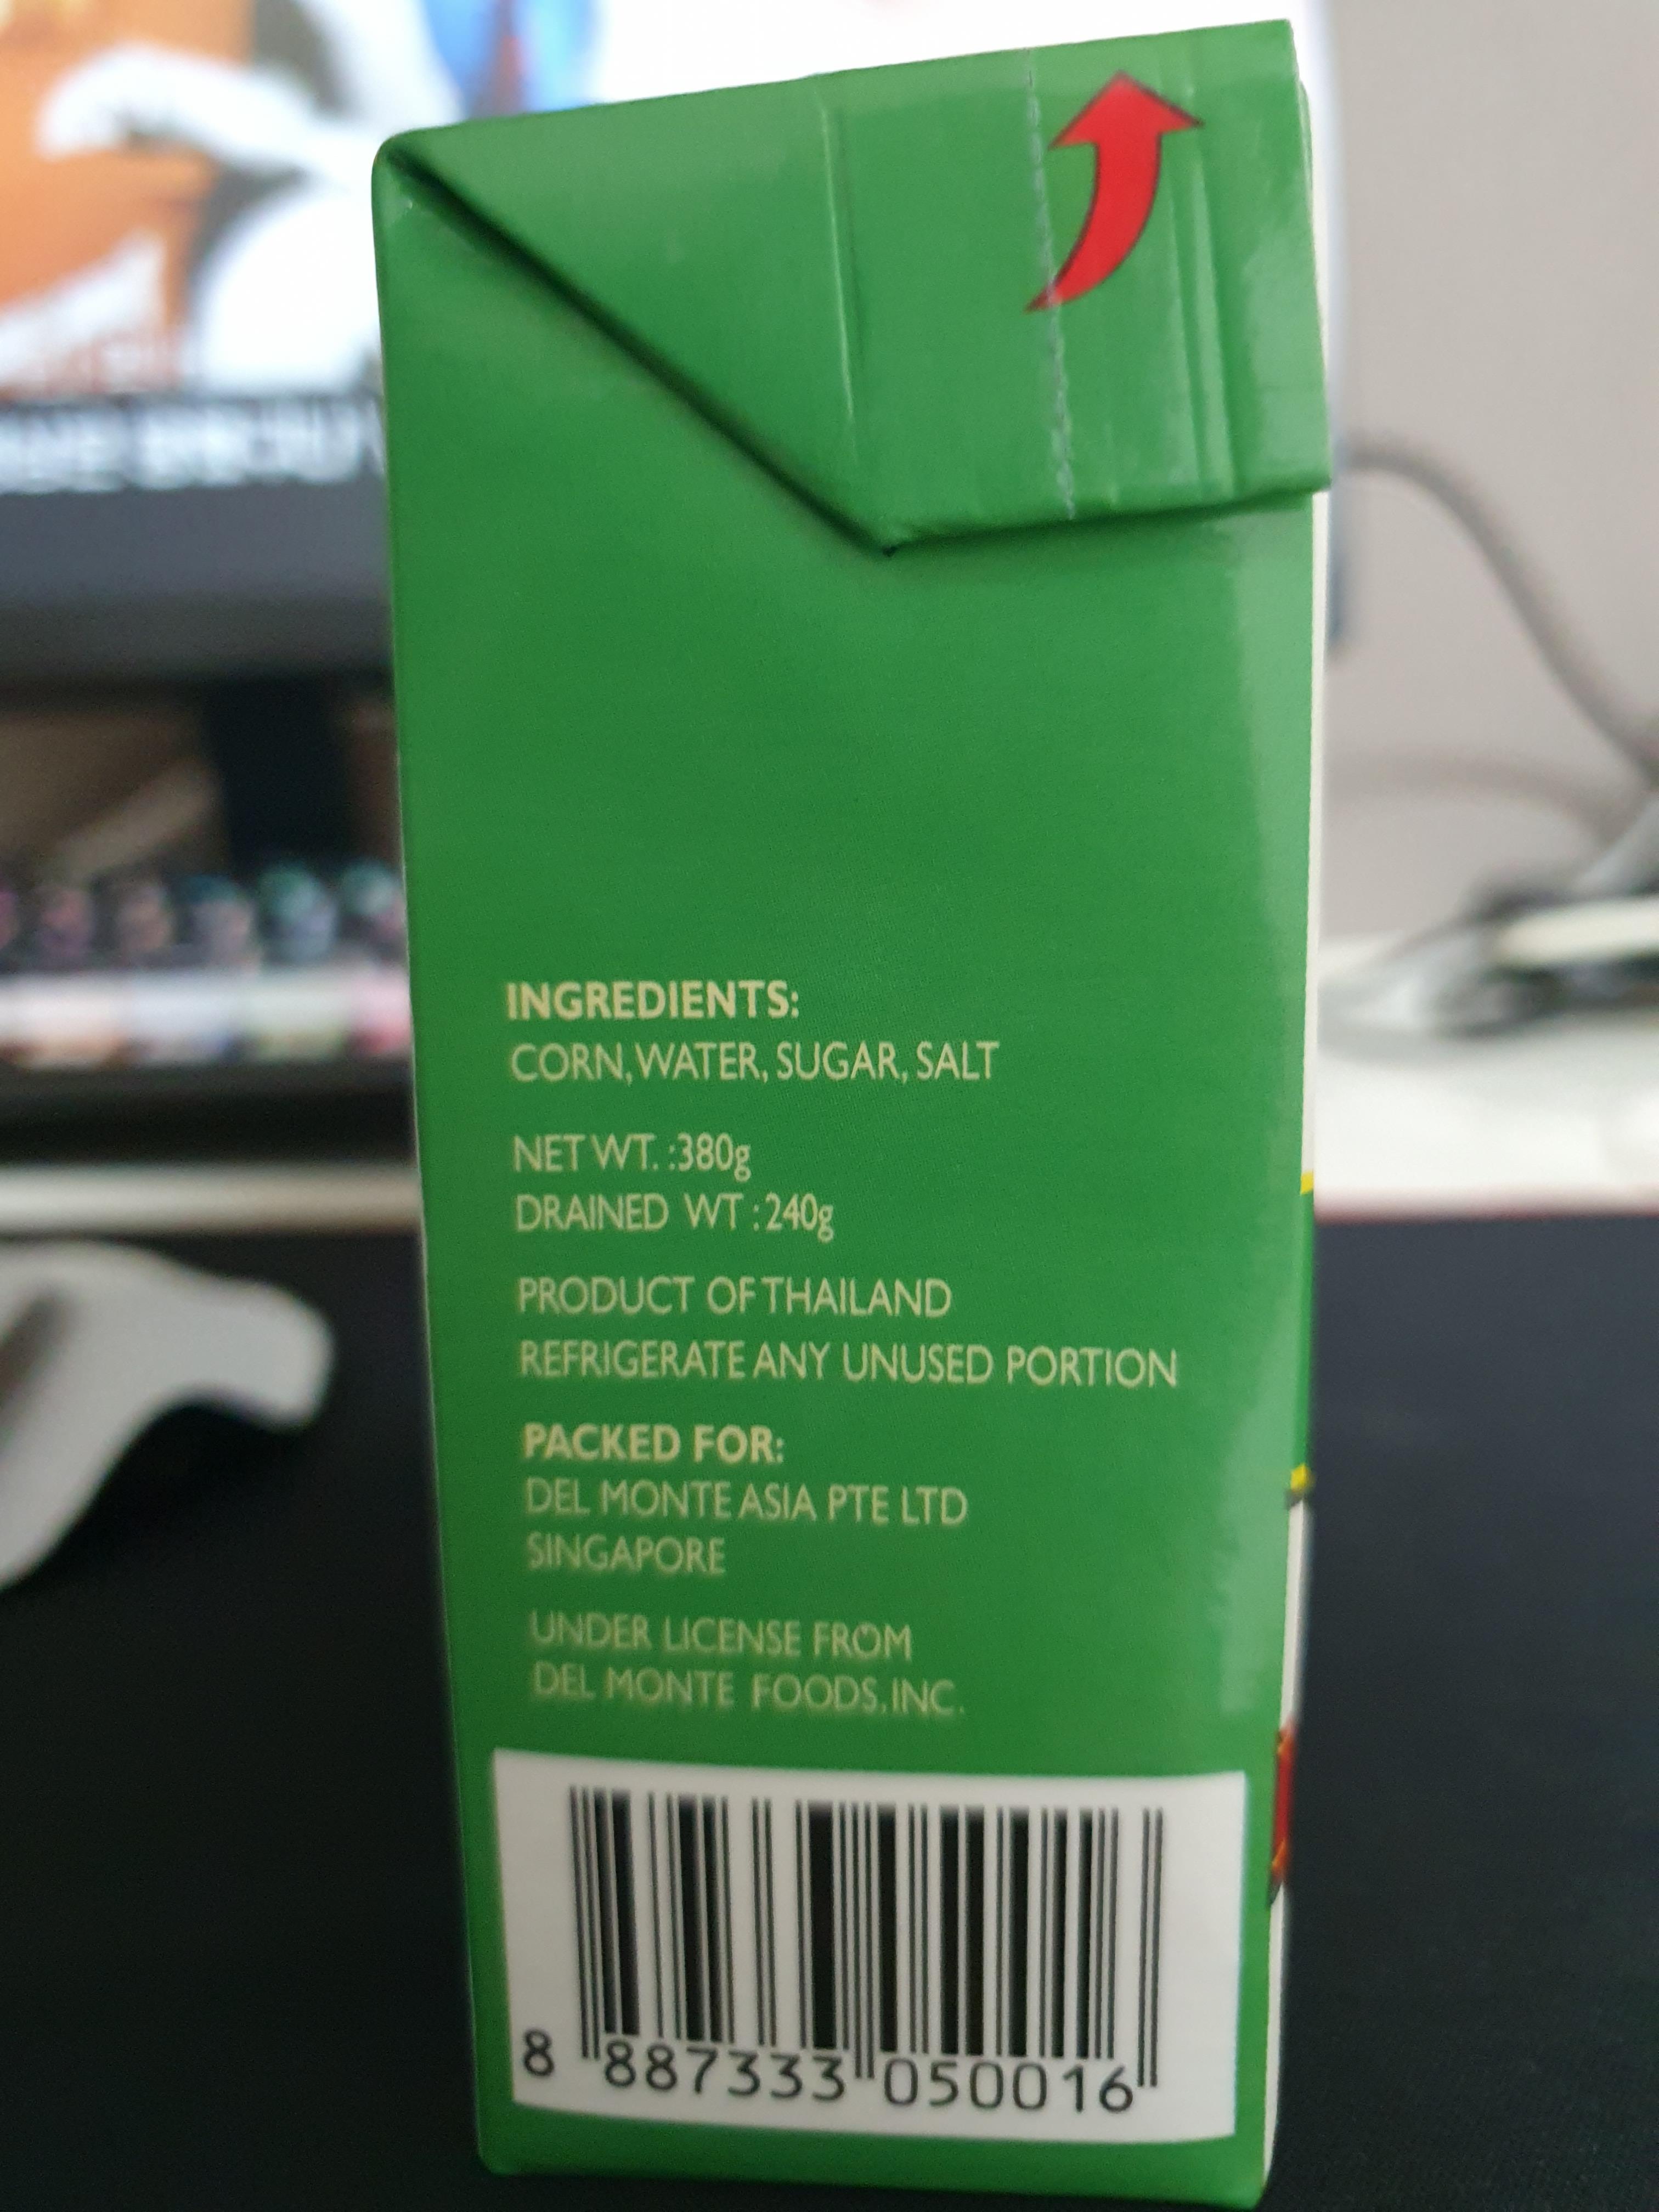 INGREDIENTS:
CORN, WATER, SUGAR, SALT
NET WT. :380g
DRAINED WT :240g
PRODUCT OF THAILAND
REFRIGERATE ANY UNUSED PORTION
PACKED FOR:
DEL MONTE ASIA PTE LTD
SINGAPORE
UNDER LICENSE FROM
DEL MONTE FOODS, INC.
8 887333 050016